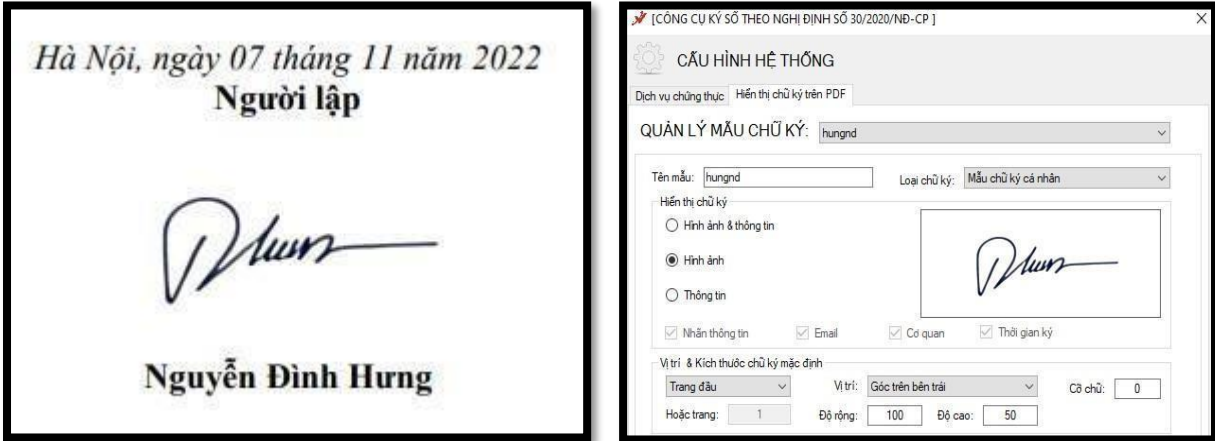 Hà Nội, ngày 07 tháng 11 năm 2022
Người lập
Nguyễn Đình Hưng
[CÔNG CỤ KÝ SỐ THEO NGHỊ ĐỊNH SỐ 30/2020/NĐ-CP ]
CẤU HÌNH HỆ THỐNG
Dịch vụ chứng thực Hiển thị chữ ký trên PDF
QUẢN LÝ MẪU CHỮ KÝ: hungnd
Tên mẫu: hungnd Loại chữ ký: Mẫu chữ ký cá nhân
Hiển thị chữ ký
Hình ảnh & thông tin
Hình ảnh
Thông tin
Nhãn thông tin Email Cơ quan Thời gian ký
Vị trí & Kích thước chữ ký mặc định
Trang đầu Vị trí: Góc trên bên trái Cỡ chữ: 0
Hoặc trang: 1 Độ rộng: 100 Độ cao: 50